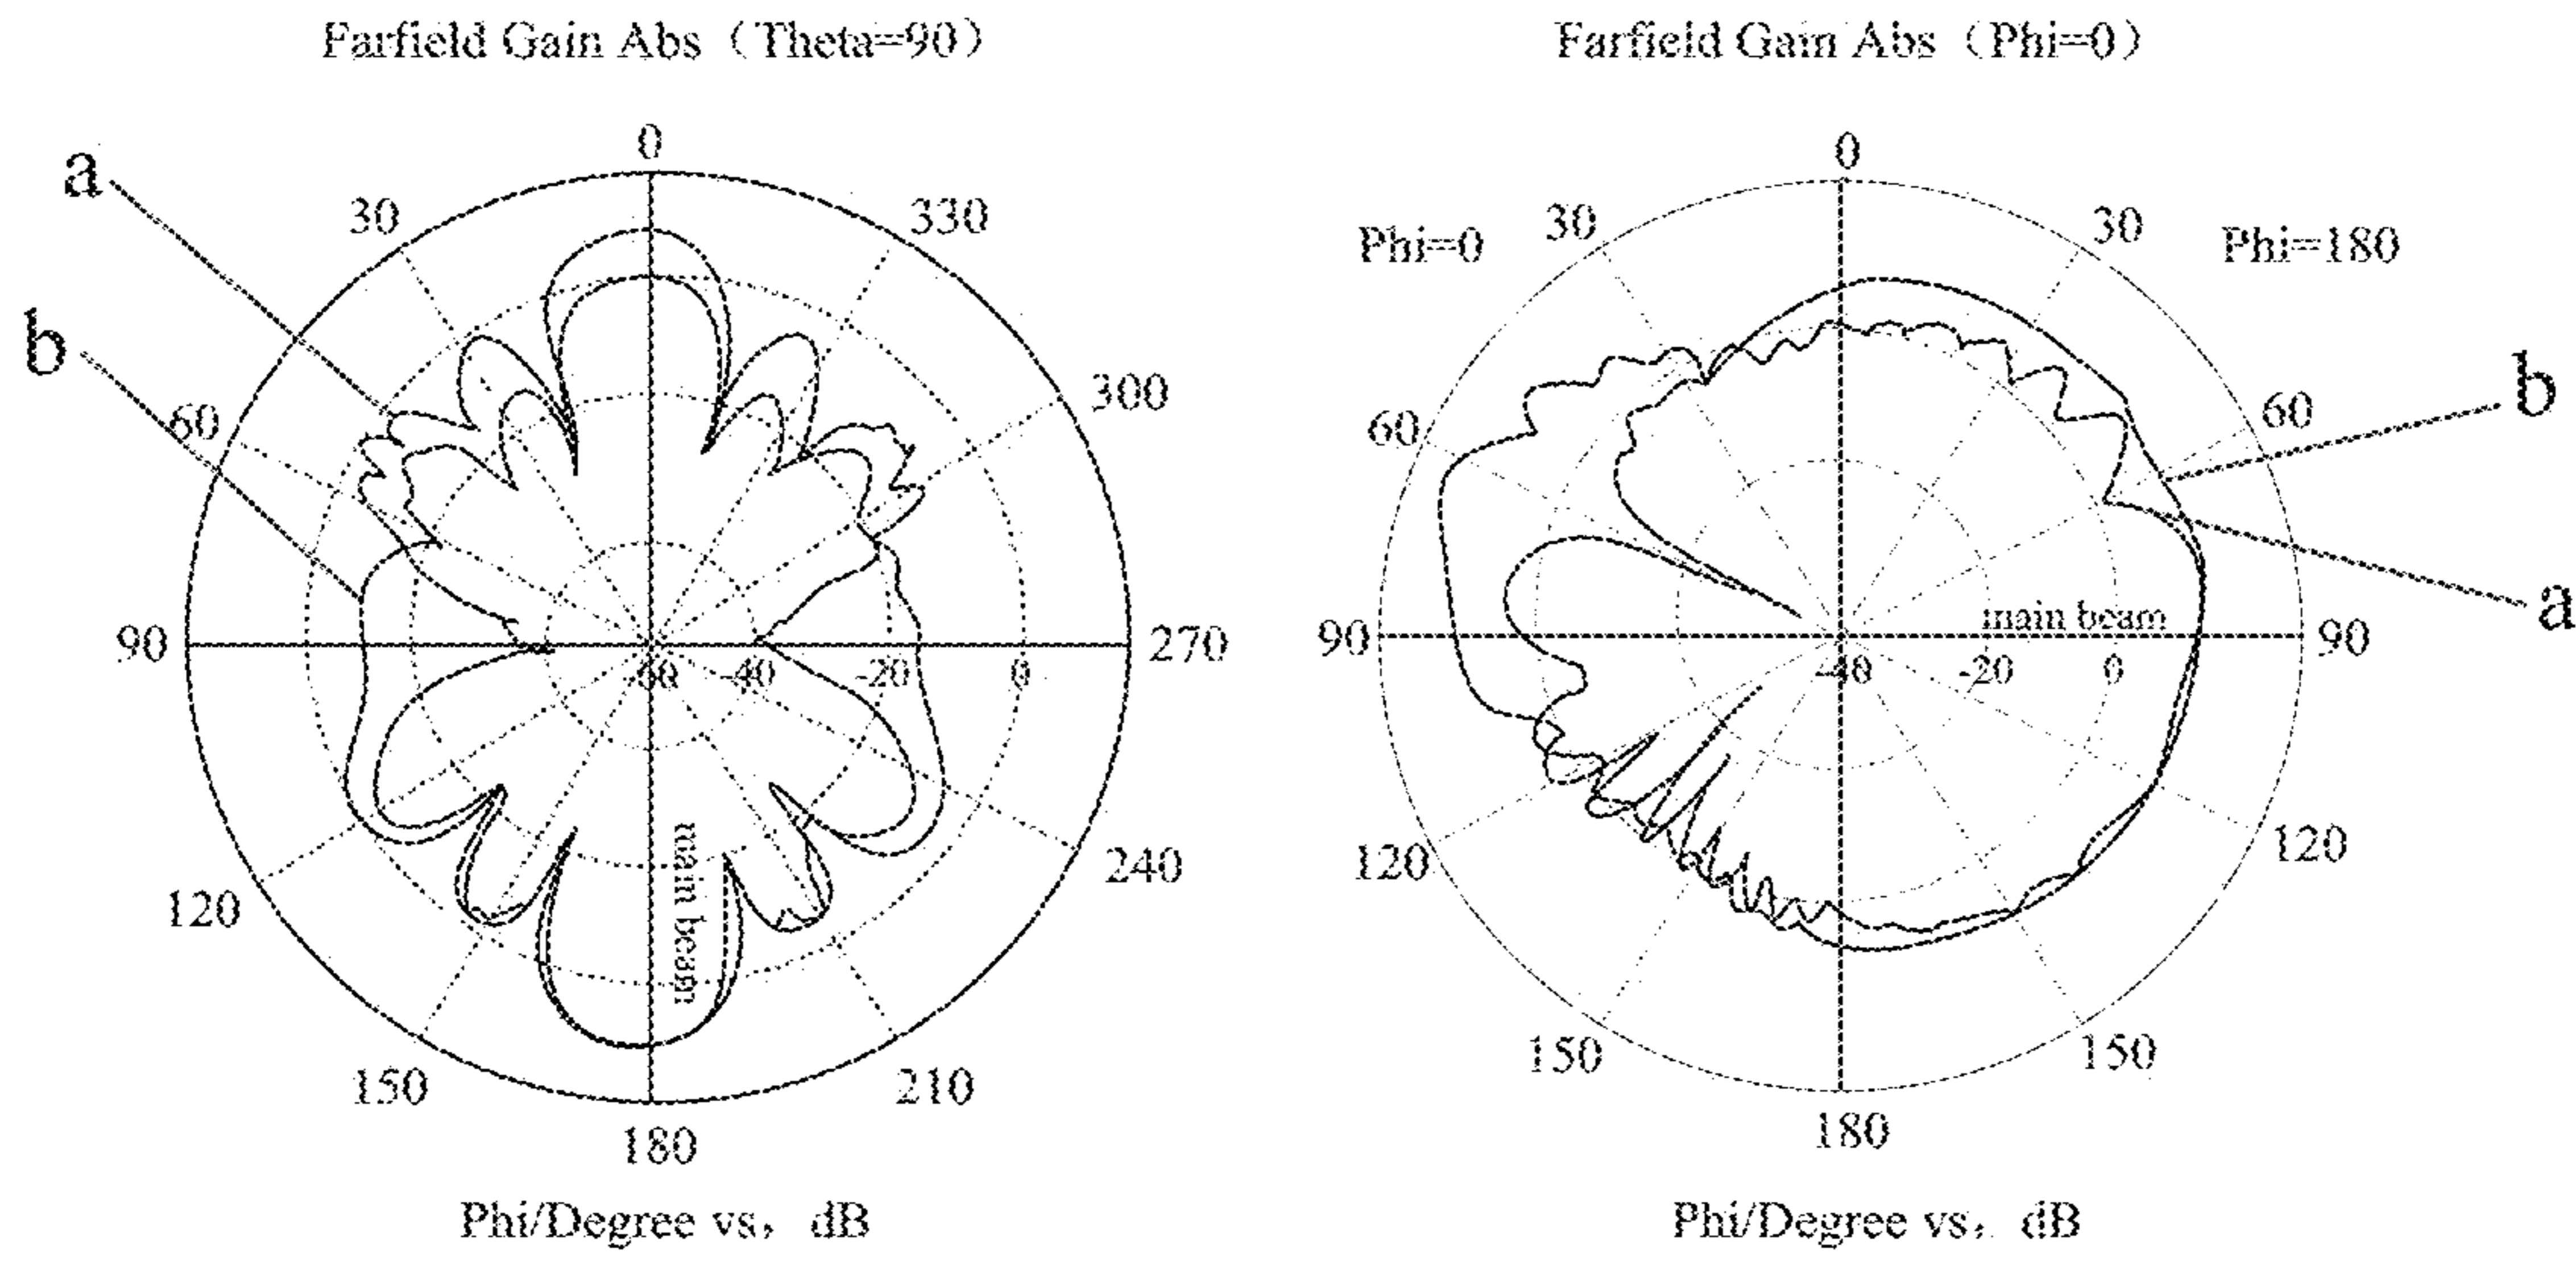 Farfield Gain Abs（Theta=90）
0
a
30
330
b
60
300
90
270
-60
-40
-20
0
main beam
120
240
150
210
180
Phi/Degree vs，dB
Farfield Gain Abs（Phi=0）
0
Phi=0
30
30
Phi=180
60
60
b
90
main beam
90
a
-40
-20
0
120
120
150
150
180
Phi/Degree vs，dB